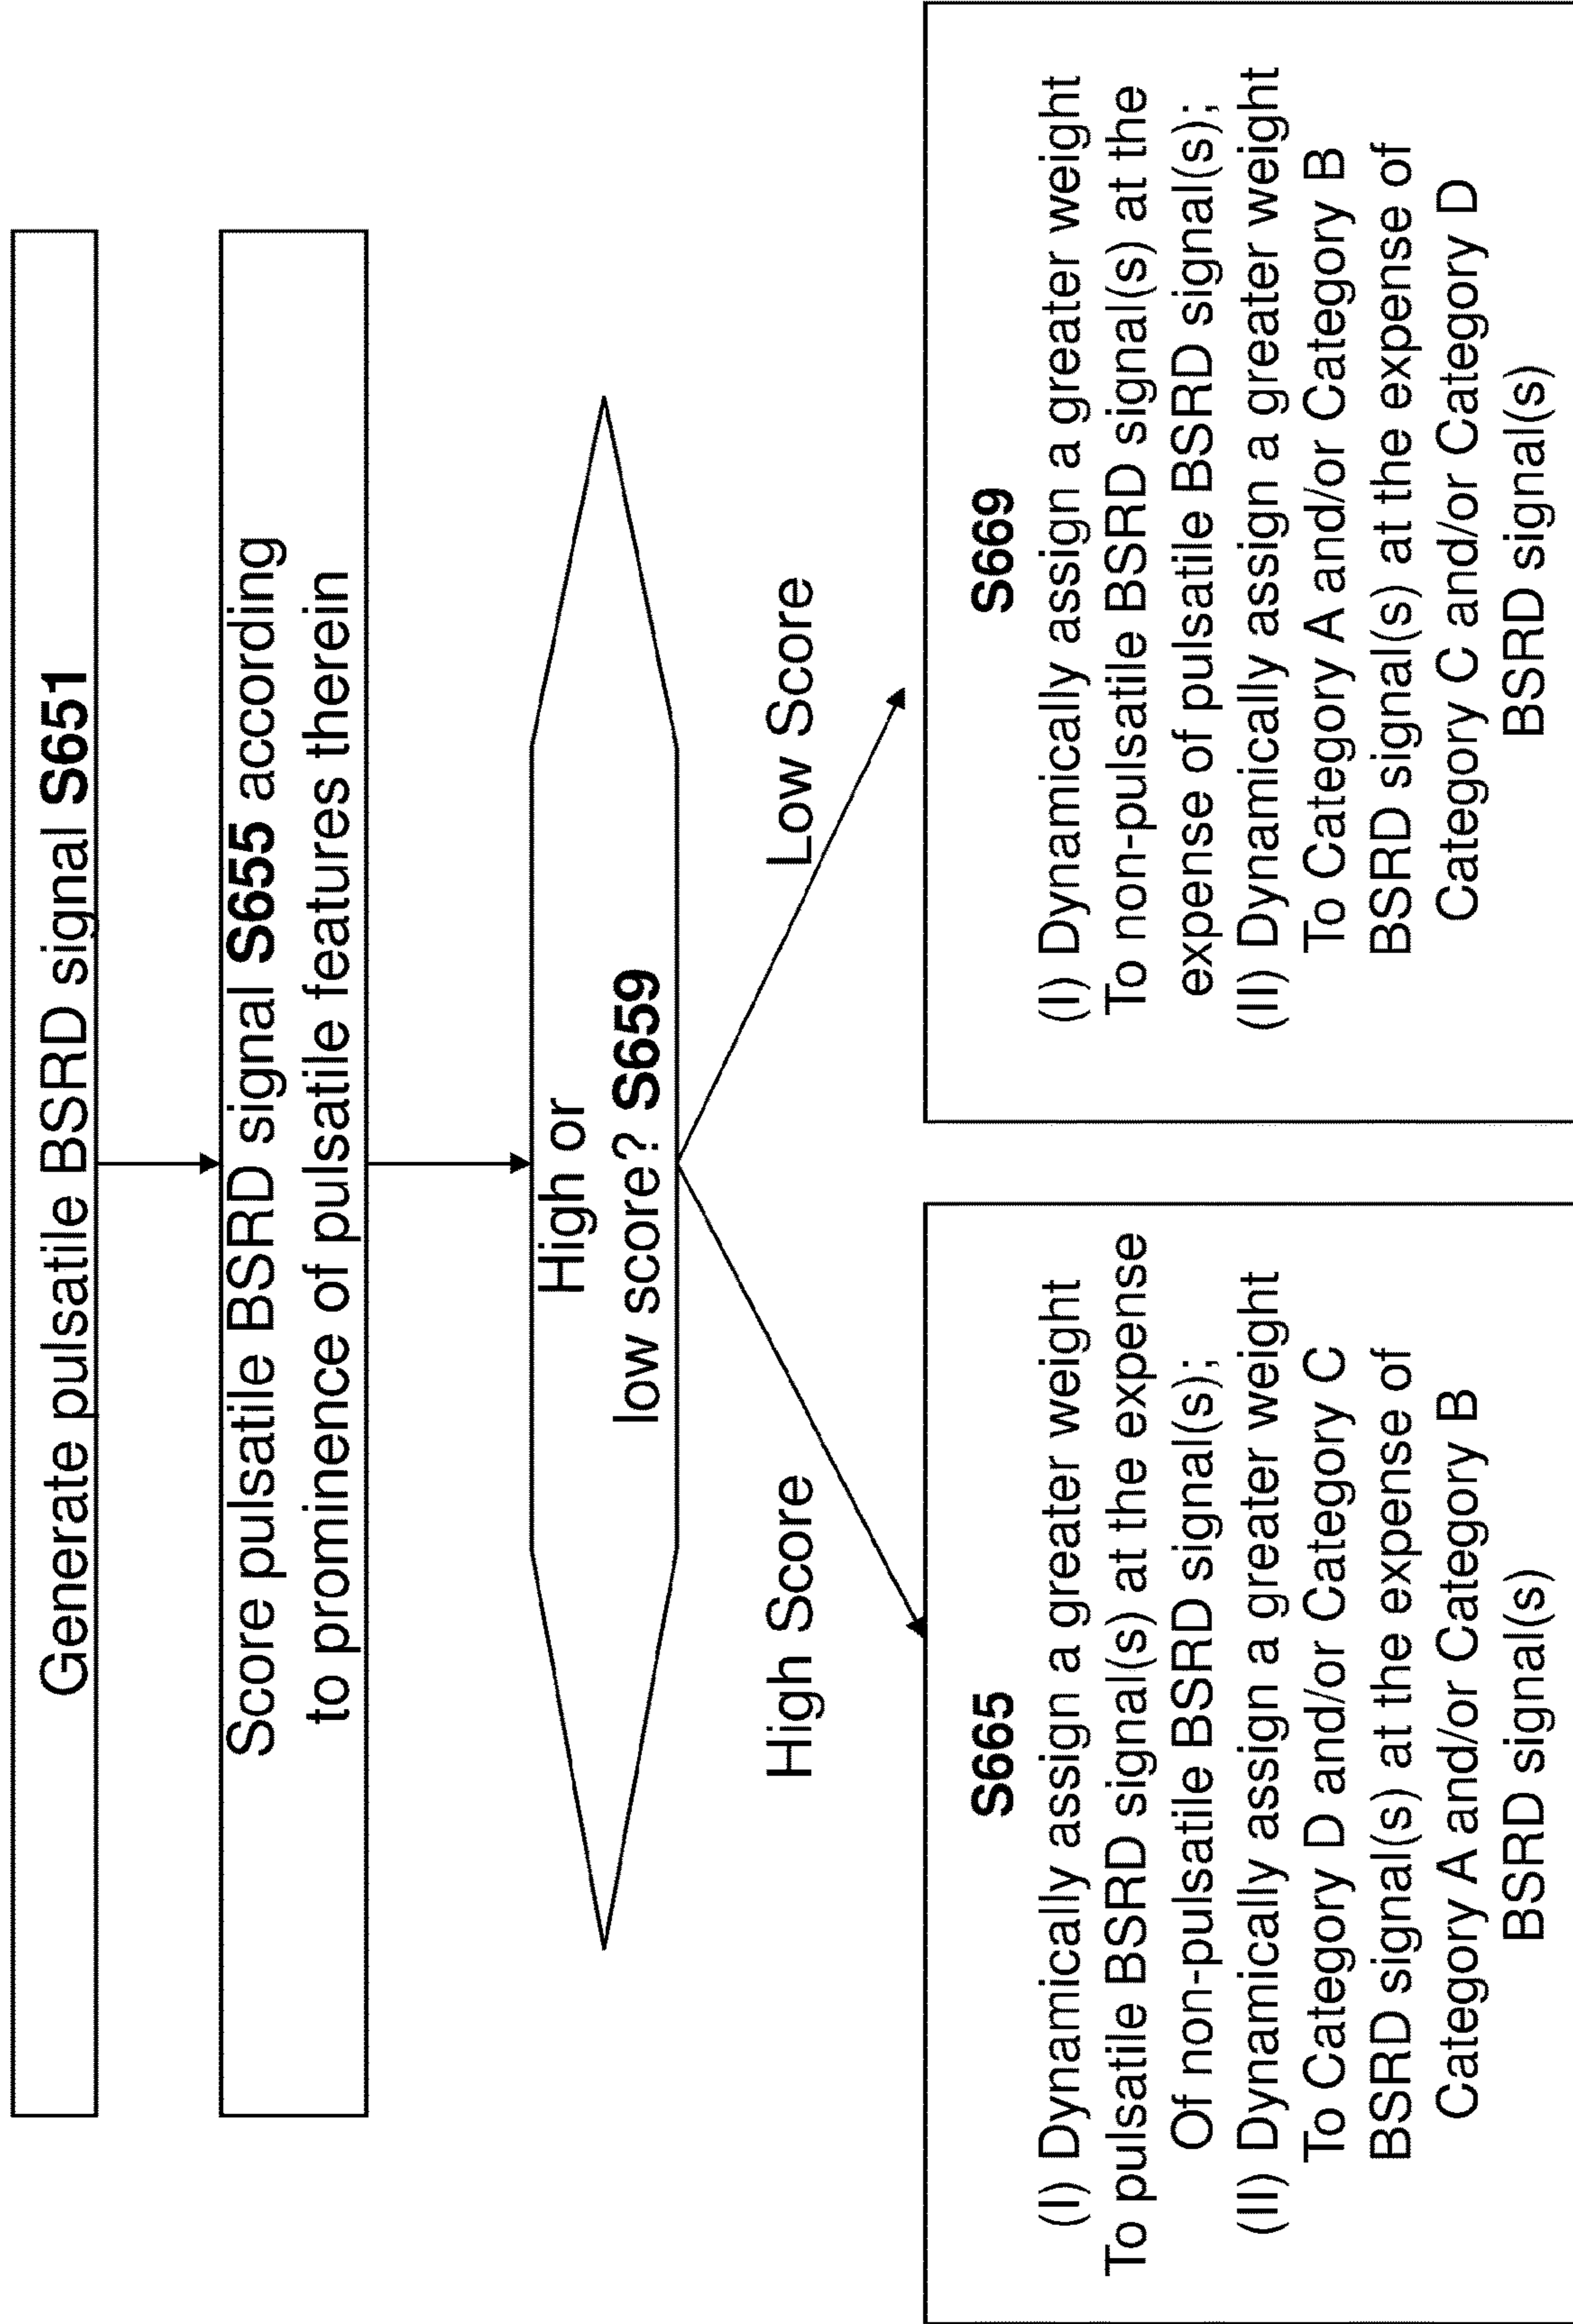 Generate pulsatile BSRD signal S651
Score pulsatile BSRD signal S655 according
to prominence of pulsatile features therein
High or
low score? S659
High Score
Low Score
S665
(I) Dynamically assign a greater weight
To pulsatile BSRD signal(s) at the expense
Of non-pulsatile BSRD signal(s);
(II) Dynamically assign a greater weight
To Category D and/or Category C
BSRD signal(s) at the expense of
Category A and/or Category B
BSRD signal(s)
S669
(I) Dynamically assign a greater weight
To non-pulsatile BSRD signal(s) at the
expense of pulsatile BSRD signal(s);
(II) Dynamically assign a greater weight
To Category A and/or Category B
BSRD signal(s) at the expense of
Category C and/or Category D
BSRD signal(s)